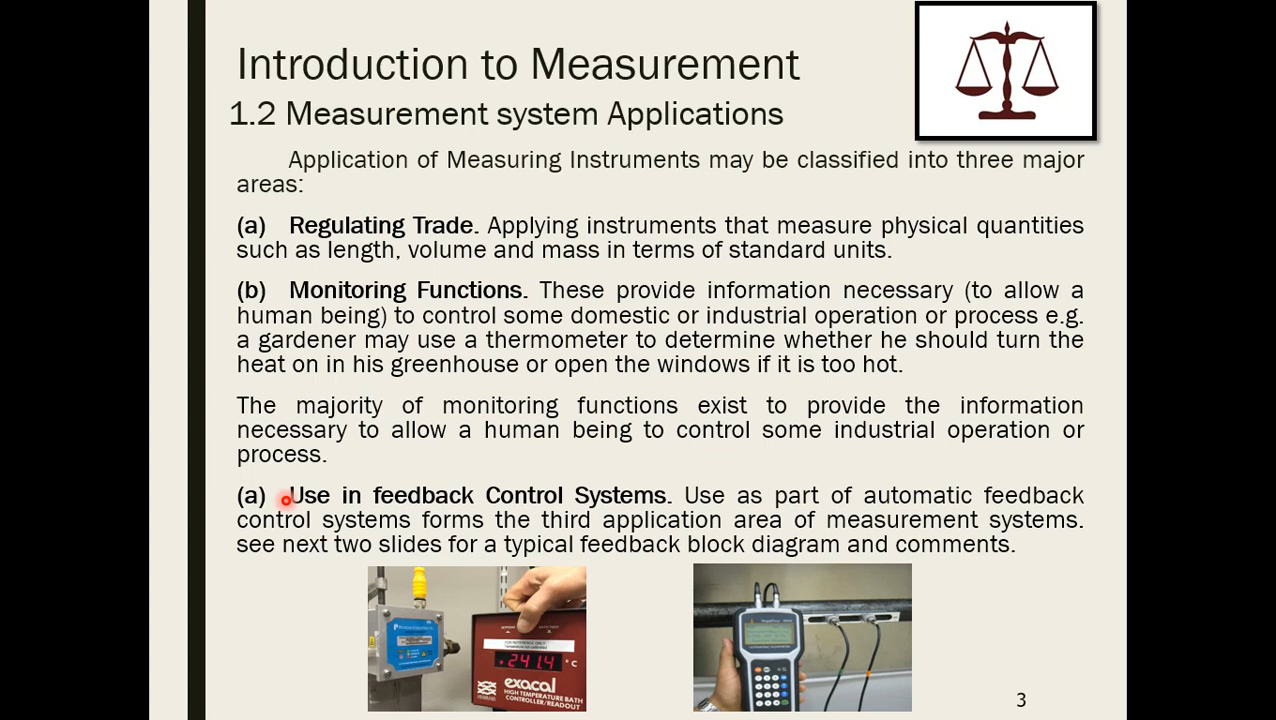 Introduction to Measurement
1.2 Measurement system Applications
Application of Measuring Instruments may be classified into three major
areas:
(a) Regulating Trade. Applying instruments that measure physical quantities
such as length, volume and mass in terms of standard units.
(b) Monitoring Functions. These provide information necessary (to allow a
human being) to control some domestic or industrial operation or process e.g.
a gardener may use a thermometer to determine whether he should turn the
heat on in his greenhouse or open the windows if it is too hot.
The majority of monitoring functions exist to provide the information
necessary to allow a human being to control some industrial operation or
process.
(a) Use in feedback Control Systems. Use as part of automatic feedback
control systems forms the third application area of measurement systems.
see next two slides for a typical feedback block diagram and comments.
FOR REFERENCE ONLY
241.4 °C
exacal
HIGH TEMPERATURE BATH
CONTROLLER/READOUT
3